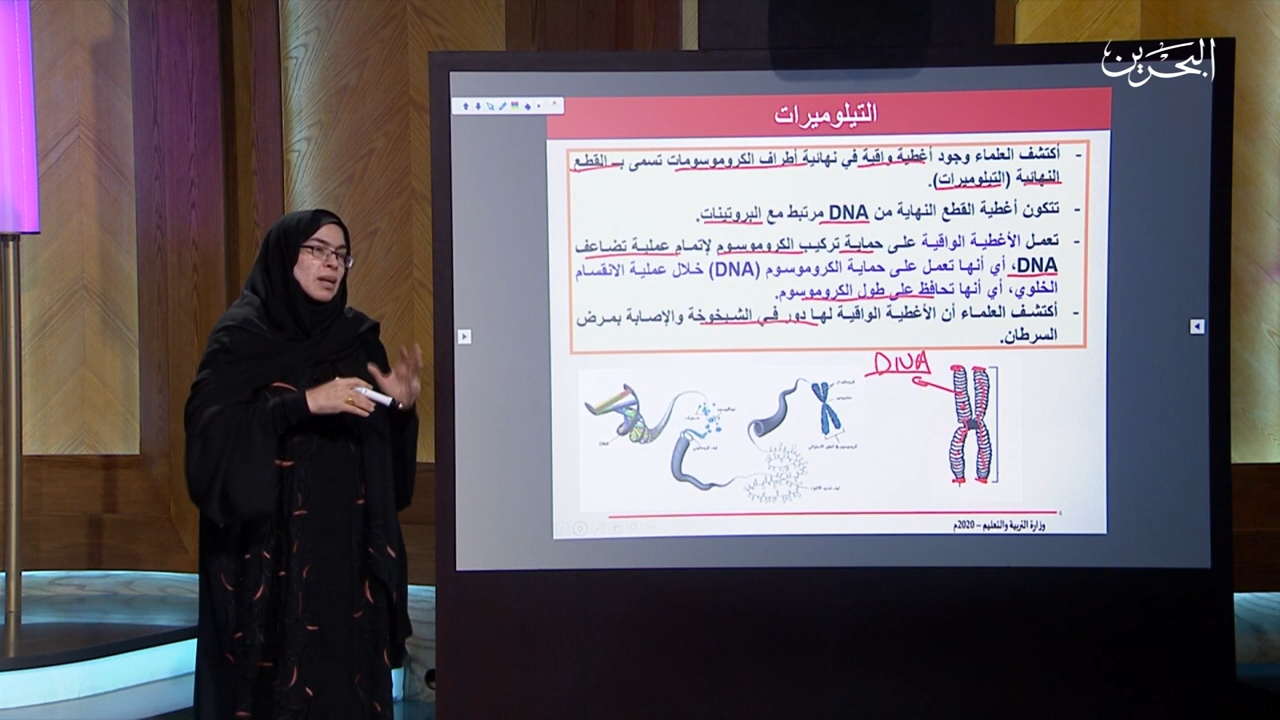 البحرين
التيلوميرات
- أكتشف العلماء وجود أغطية واقية في نهائية أطراف الكروموسومات تسمى بـ القطع
النهائية (التيلوميرات).
- تتكون أغطية القطع النهاية من DNA مرتبط مع البروتينات.
- تعمل الأغطية الواقية على حماية تركيب الكروموسوم لإتمام عملية تضاعف
DNA، أي أنها تعمل على حماية الكروموسوم (DNA) خلال عملية الانقسام
الخلوي، أي أنها تحافظ على طول الكروموسوم.
- أكتشف العلماء أن الأغطية الواقية لها دور في الشيخوخة والإصابة بمرض
السرطان.
DNA
DNA
وزارة التربية والتعليم – 2020م